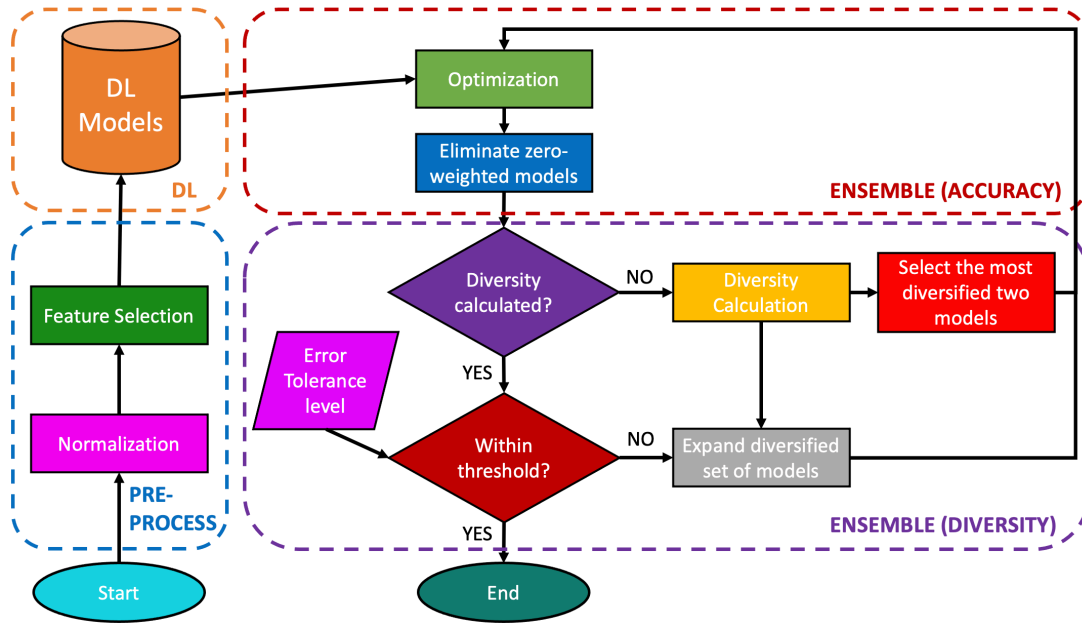 DL
Models
DL
Optimization
Eliminate zero-
weighted models
ENSEMBLE (ACCURACY)
Feature Selection
Normalization
PRE-
PROCESS
Start
Diversity
calculated?
NO
Diversity
Calculation
Select the most
diversified two
models
YES
Error
Tolerance
level
Within
threshold?
NO
Expand diversified
set of models
YES
ENSEMBLE (DIVERSITY)
End